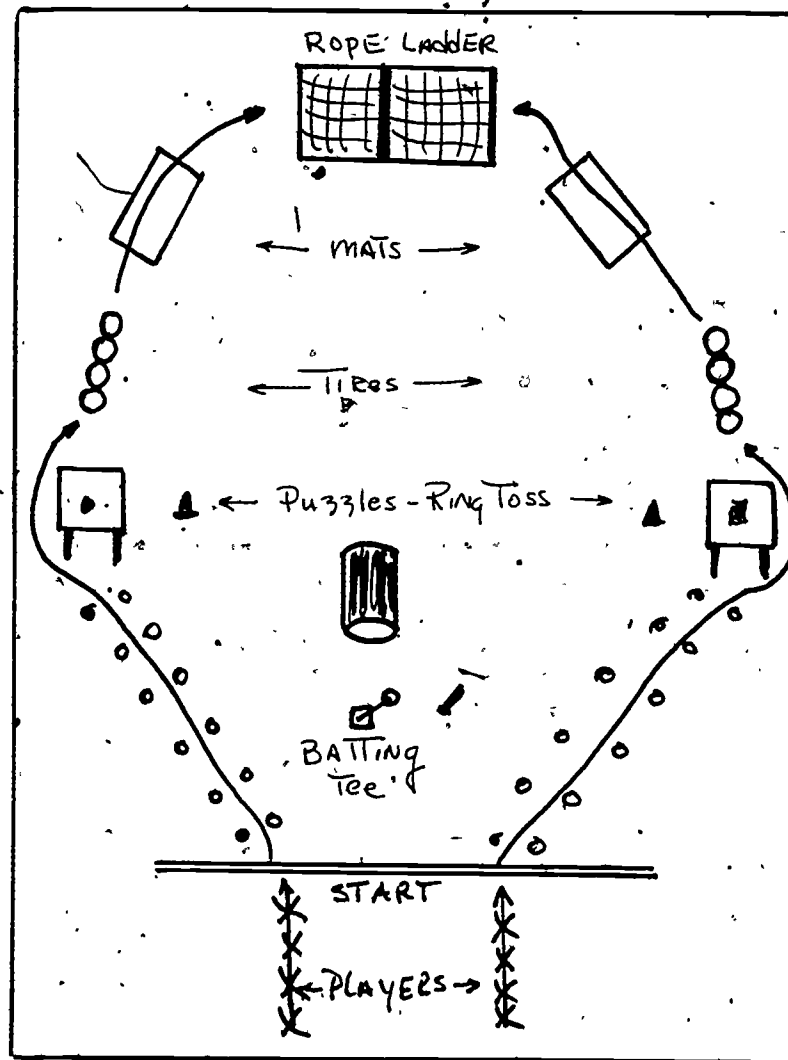 ROPE LADDER
MATS
TIRES
PUZZLES - RING TOSS
BATTING
TEE
START
PLAYERS